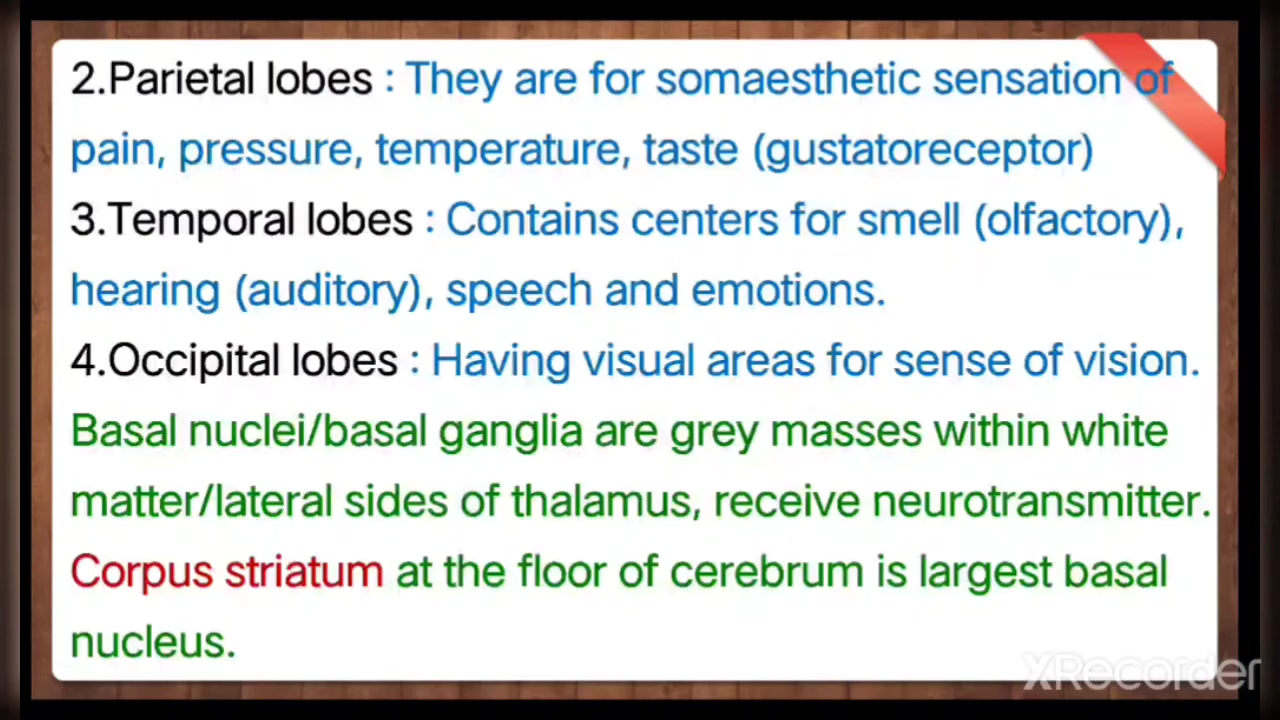 2.Parietal lobes : They are for somaesthetic sensation of
pain, pressure, temperature, taste (gustatoreceptor)
3.Temporal lobes : Contains centers for smell (olfactory),
hearing (auditory), speech and emotions.
4.Occipital lobes : Having visual areas for sense of vision.
Basal nuclei/basal ganglia are grey masses within white
matter/lateral sides of thalamus, receive neurotransmitter.
Corpus striatum at the floor of cerebrum is largest basal
nucleus.
XRecorder